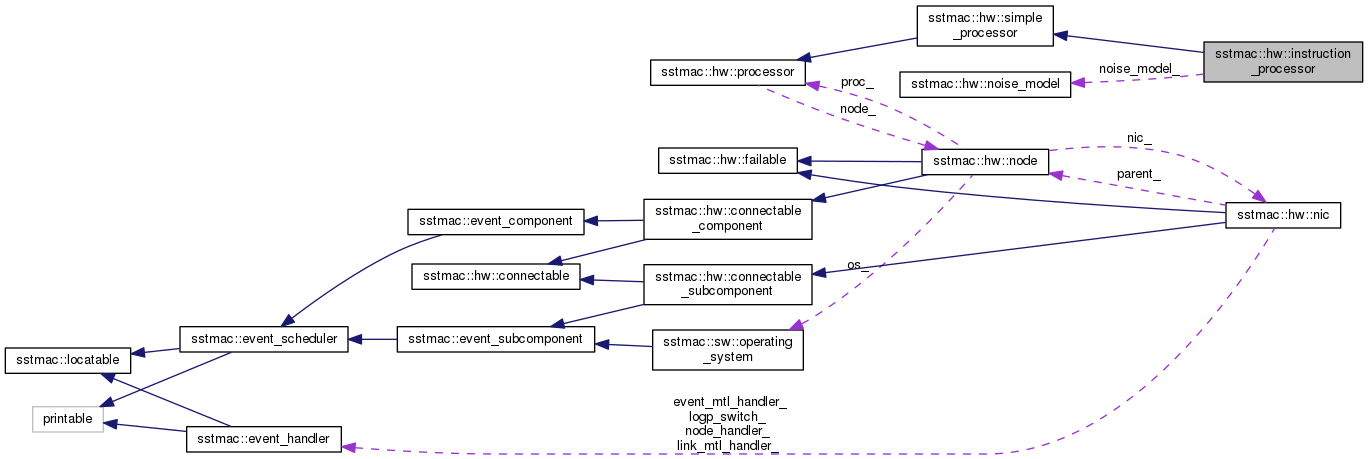 sstmac::hw::simple
_processor
sstmac::hw::instruction
_processor
sstmac::hw::processor
noise_model_
sstmac::hw::noise_model
proc_
node_
nic_
sstmac::hw::failable
sstmac::hw::node
parent_
sstmac::hw::connectable
_component
sstmac::event_component
sstmac::hw::nic
sstmac::hw::connectable
sstmac::hw::connectable
_subcomponent
os_
sstmac::event_scheduler
sstmac::event_subcomponent
sstmac::sw::operating
_system
sstmac::locatable
printable
event_mtl_handler_
logp_switch_
node_handler_
link_mtl_handler_
sstmac::event_handler